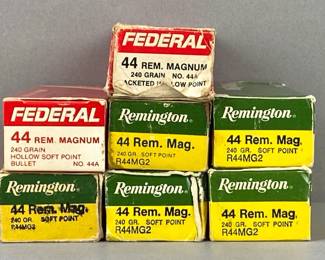 FEDERAL
44 REM. MAGNUM
240 GRAIN NO. 44A
JACKETED HOLLOW POINT
FEDERAL
44 REM. MAGNUM
240 GRAIN
HOLLOW SOFT POINT
BULLET NO. 44A
Remington
44 Rem. Mag.
240 GR. SOFT POINT
R44MG2
Remington
44 Rem. Mag.
240 GR. SOFT POINT
R44MG2
Remington
44 Rem. Mag.
240 GR. SOFT POINT
R44MG2
Remington
44 Rem. Mag.
240 GR. SOFT POINT
R44MG2
Remington
44 Rem. Mag.
240 GR. SOFT POINT
R44MG2